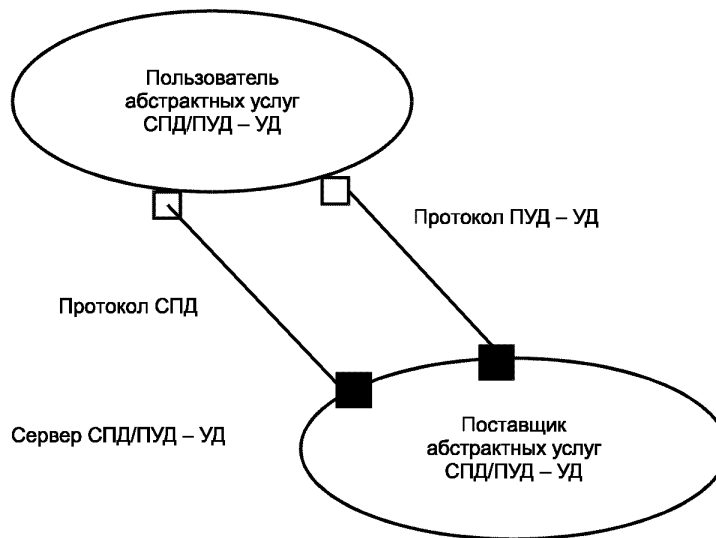 Пользователь
абстрактных услуг
СПД/ПУД – УД
Протокол ПУД – УД
Протокол СПД
Сервер СПД/ПУД – УД
Поставщик
абстрактных услуг
СПД/ПУД – УД